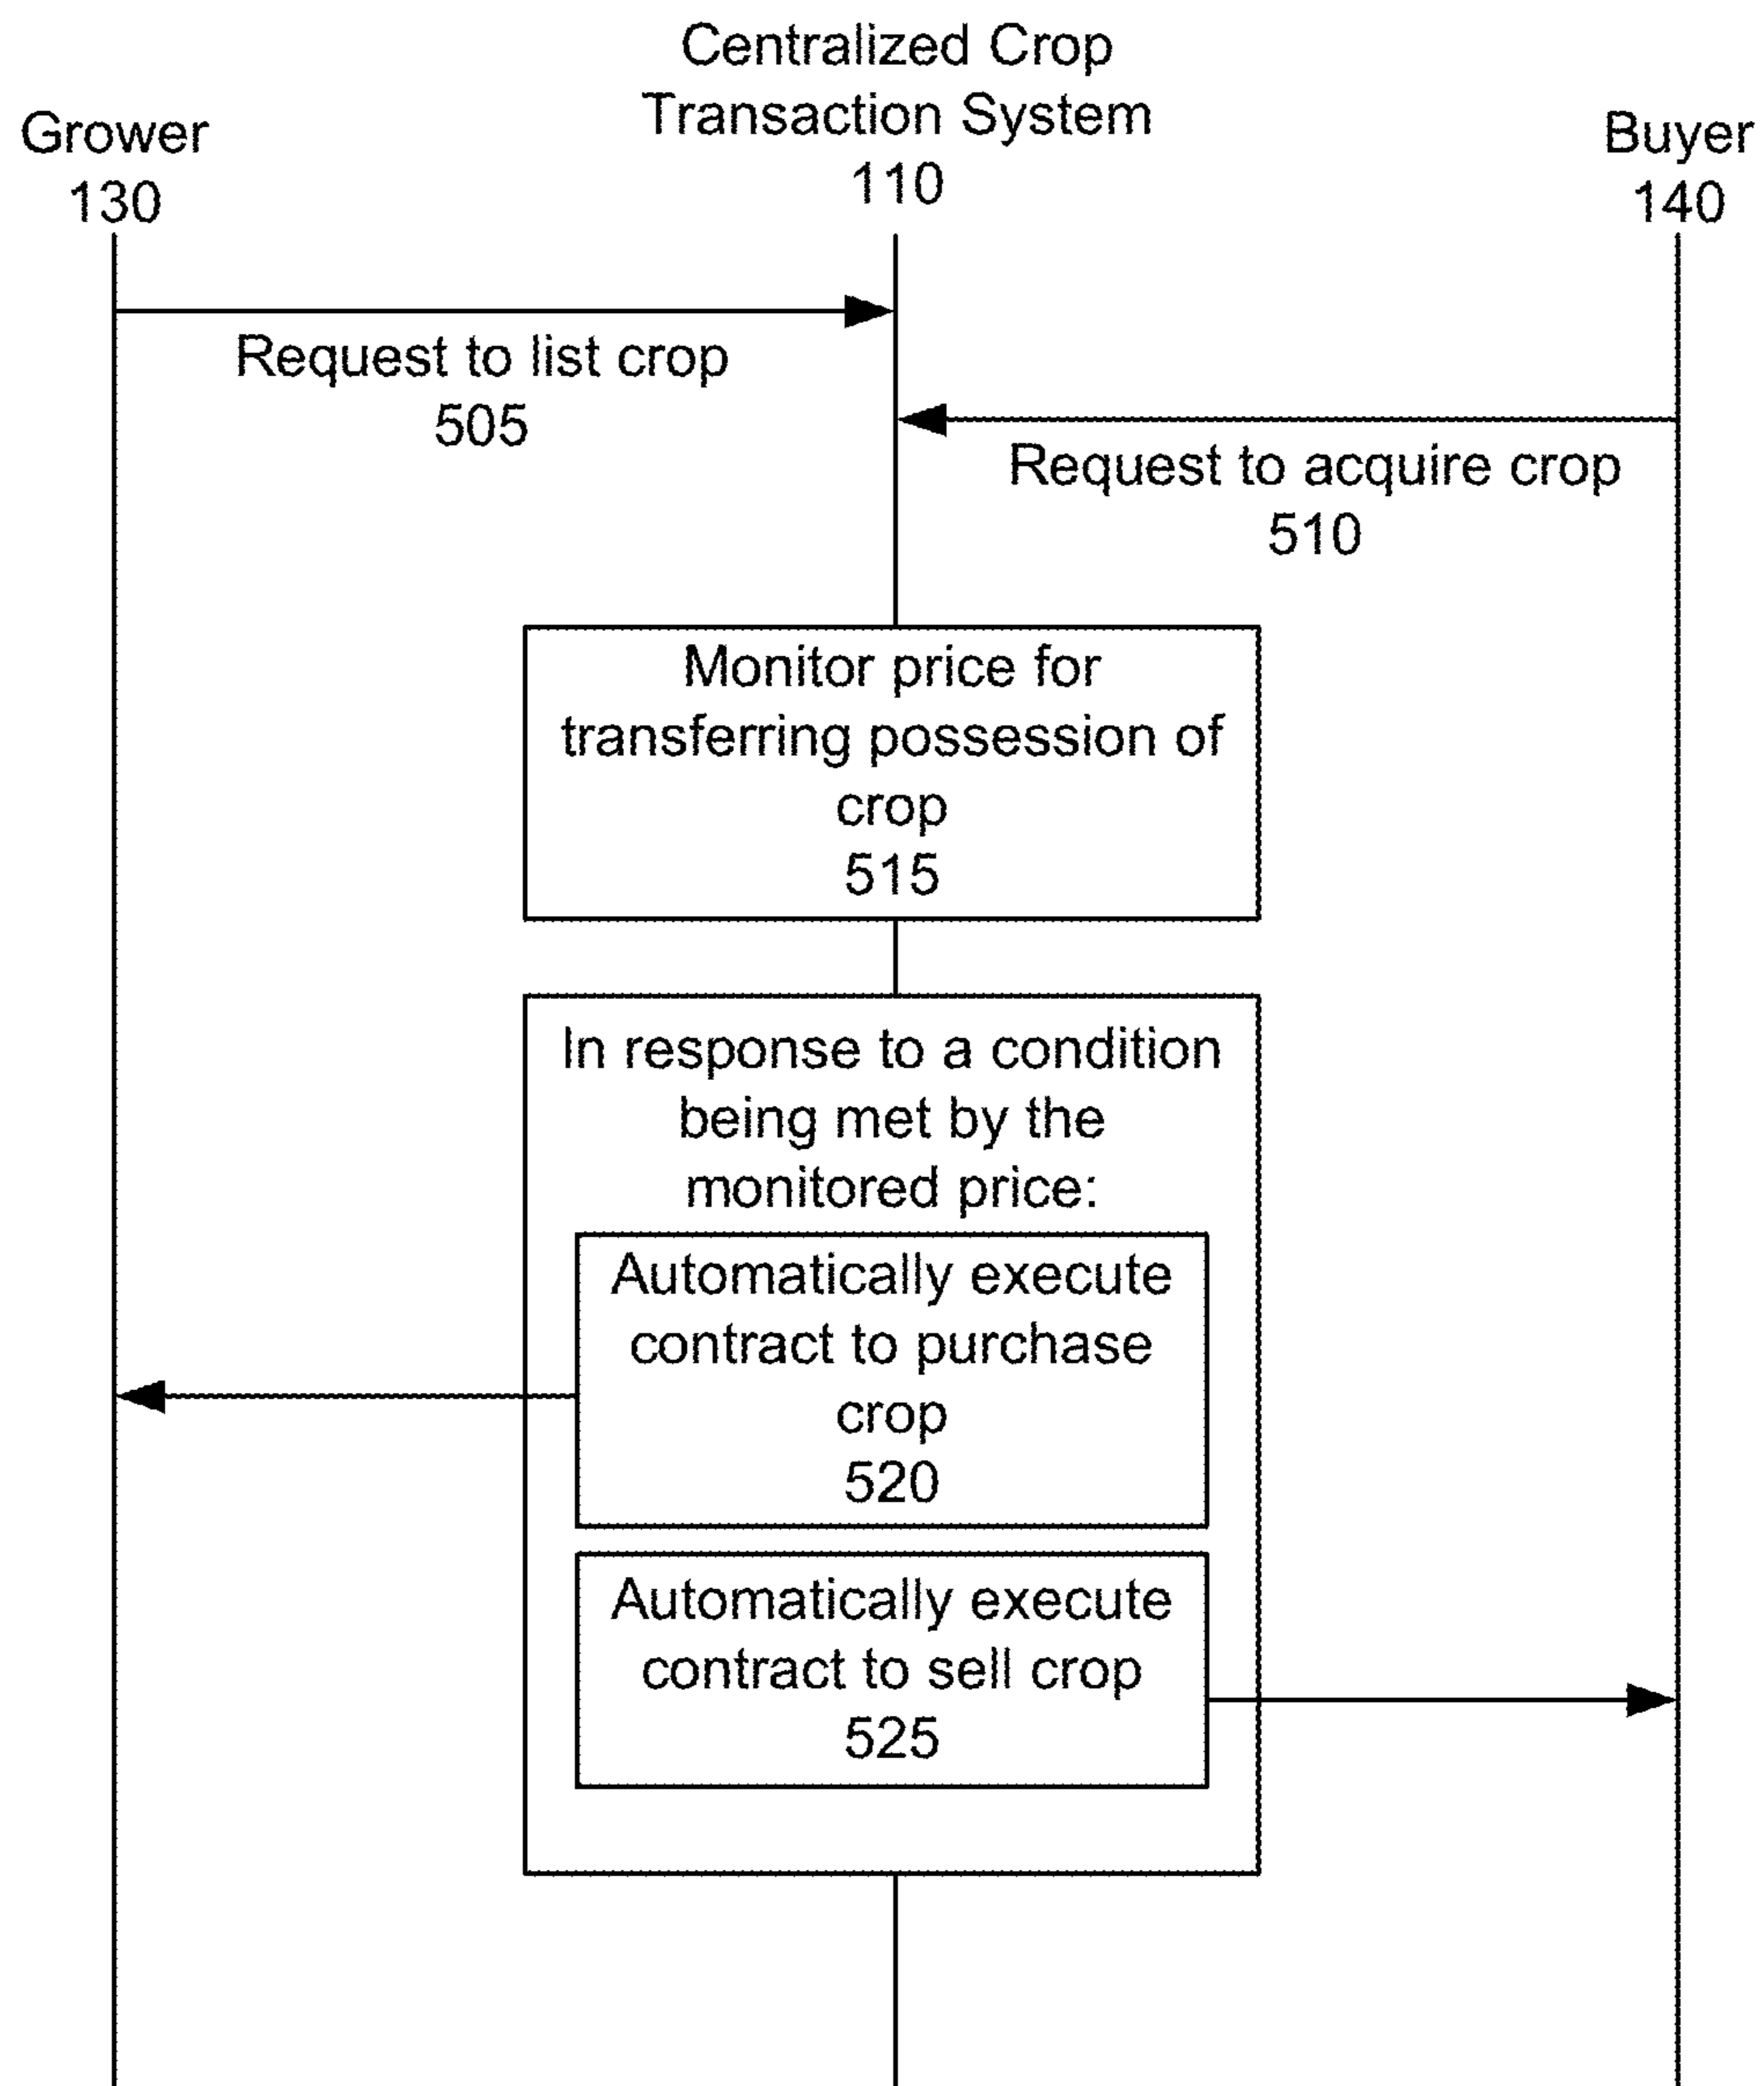 Centralized Crop
Transaction System
110
Grower
130
Buyer
140
Request to list crop
505
Request to acquire crop
510
Monitor price for
transferring possession of
crop
515
In response to a condition
being met by the
monitored price:
Automatically execute
contract to purchase
crop
520
Automatically execute
contract to sell crop
525